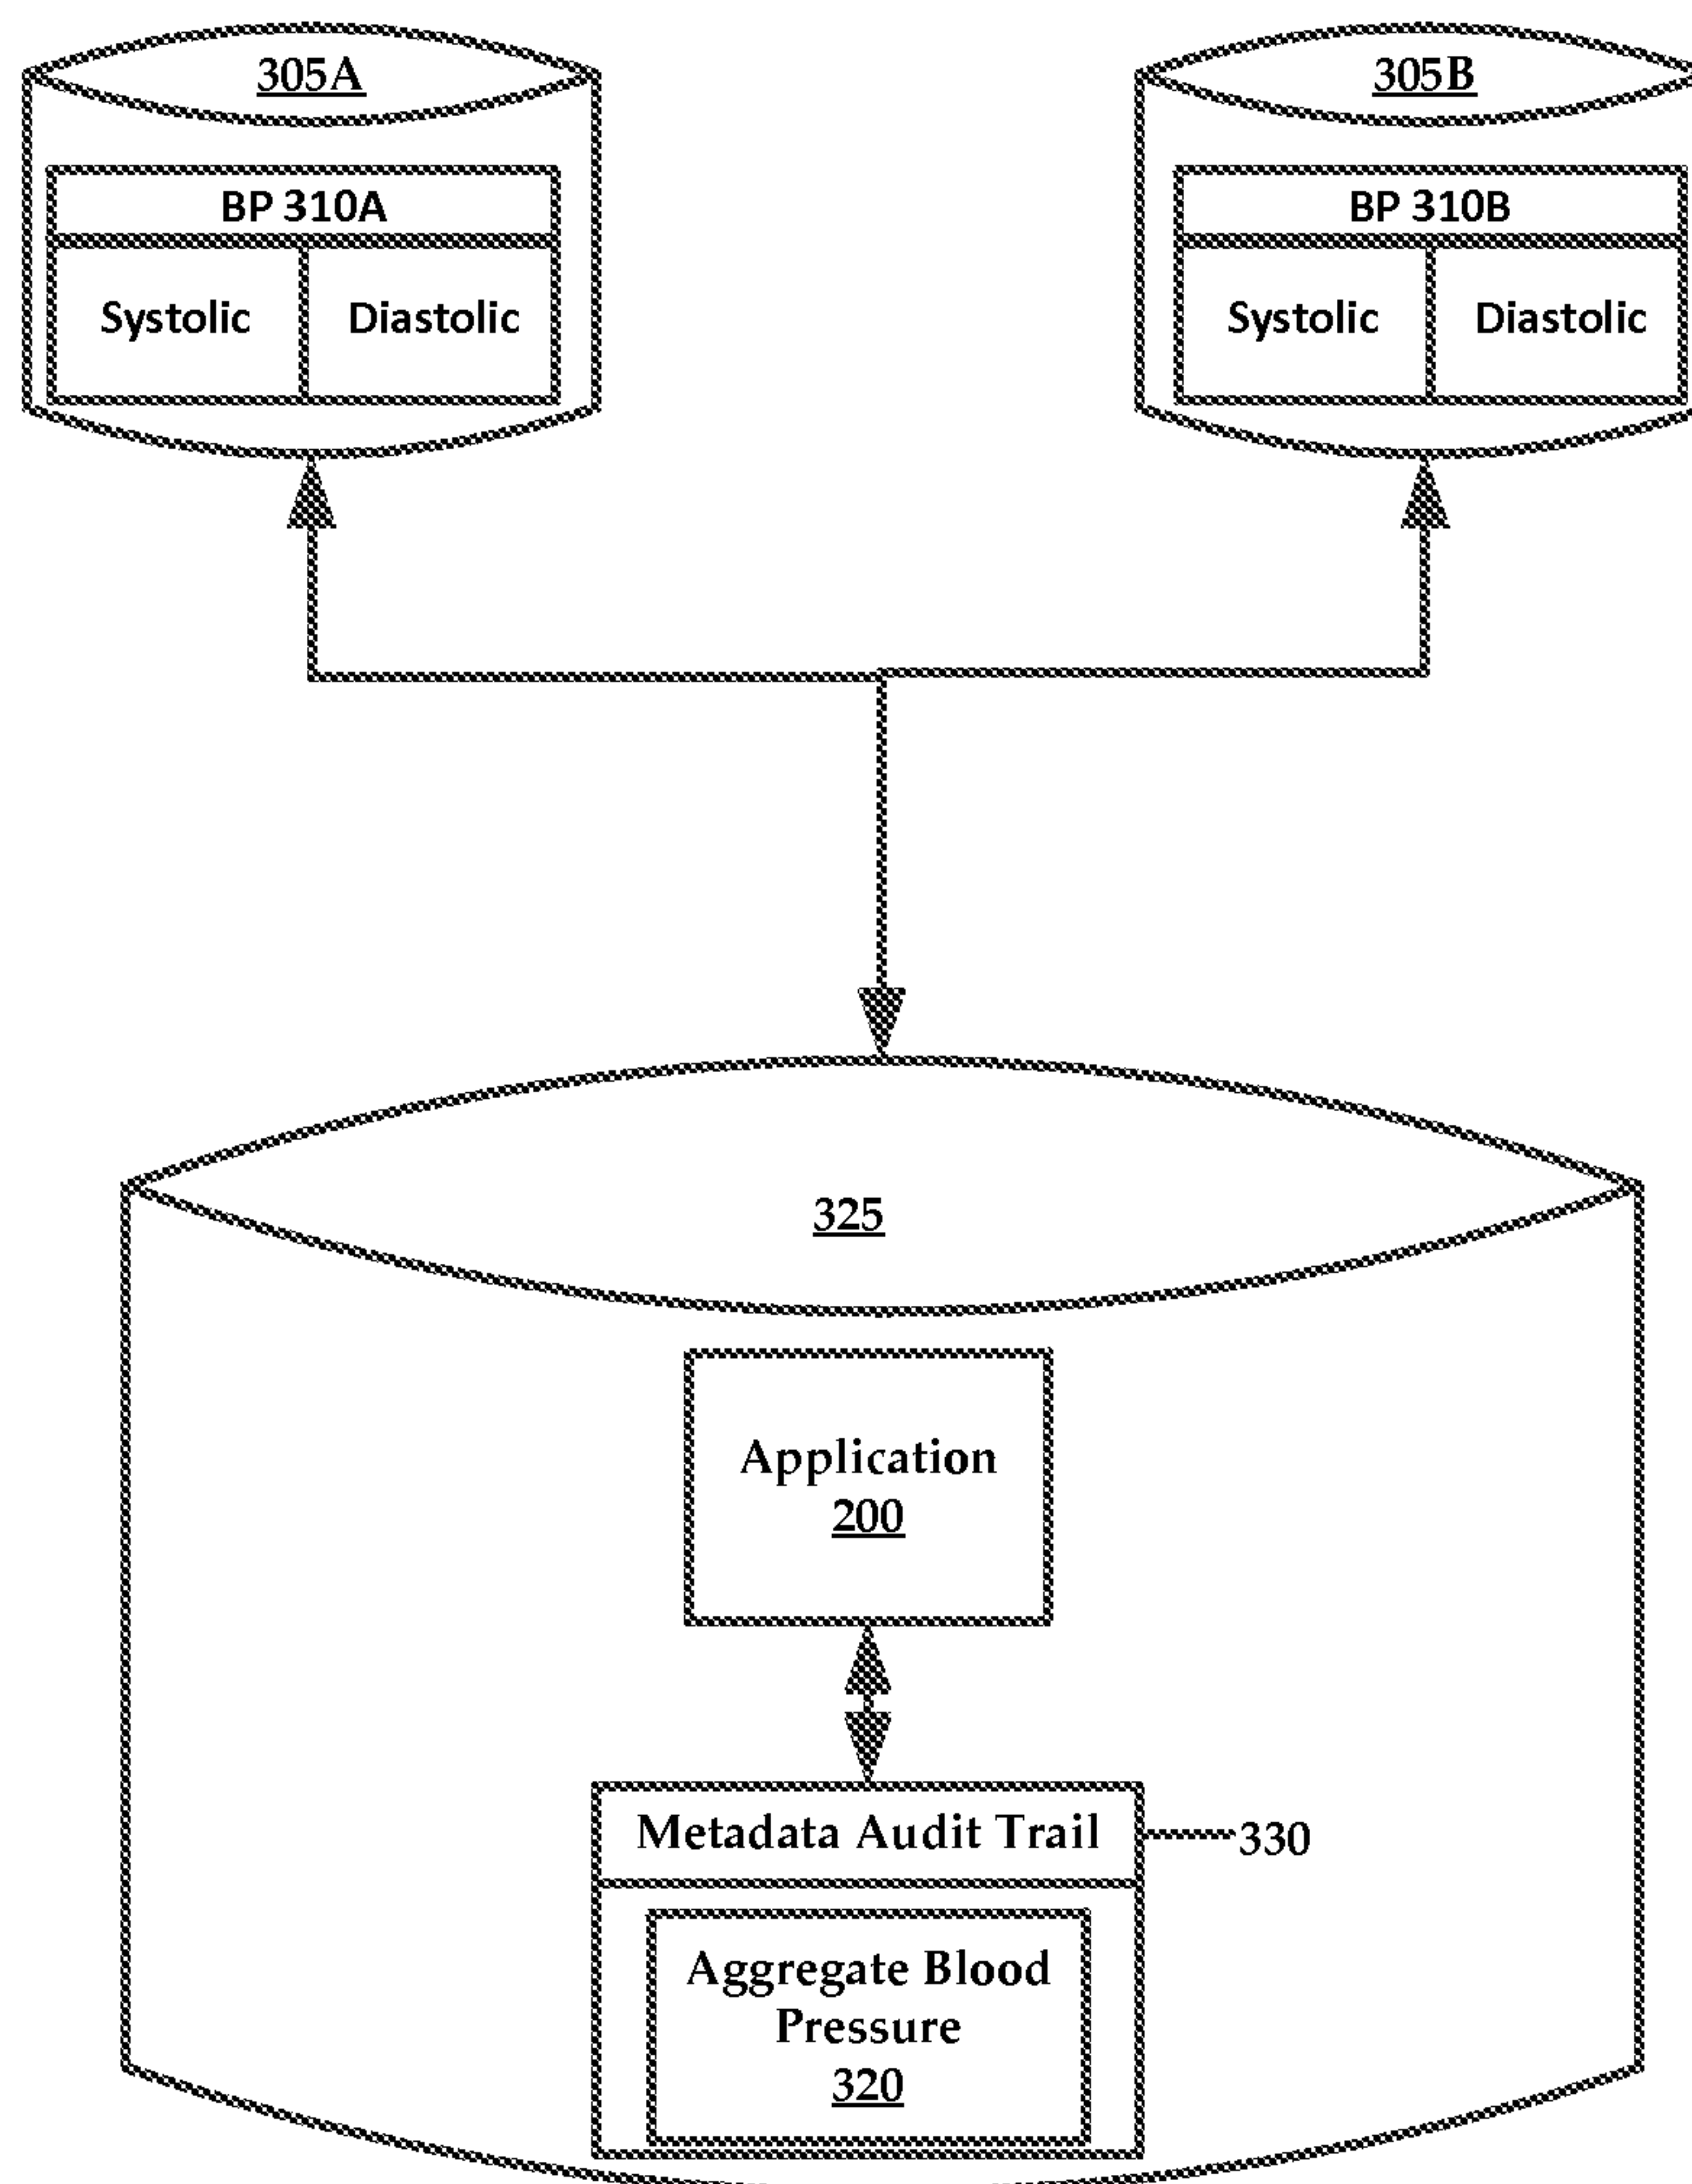 305A
305B
BP 310A
BP 310B
Systolic
Diastolic
Systolic
Diastolic
325
Application
200
Metadata Audit Trail
330
Aggregate Blood
Pressure
320